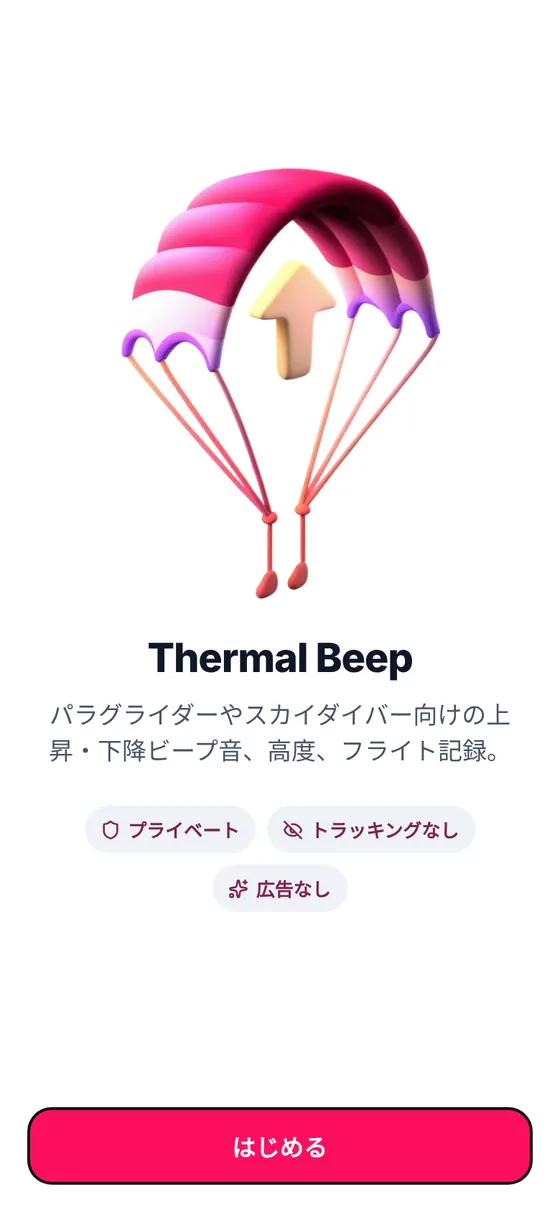 Thermal Beep
パラグライダーやスカイダイバー向けの上
昇・下降ビープ音、高度、フライト記録。
プライベート
トラッキングなし
広告なし
はじめる